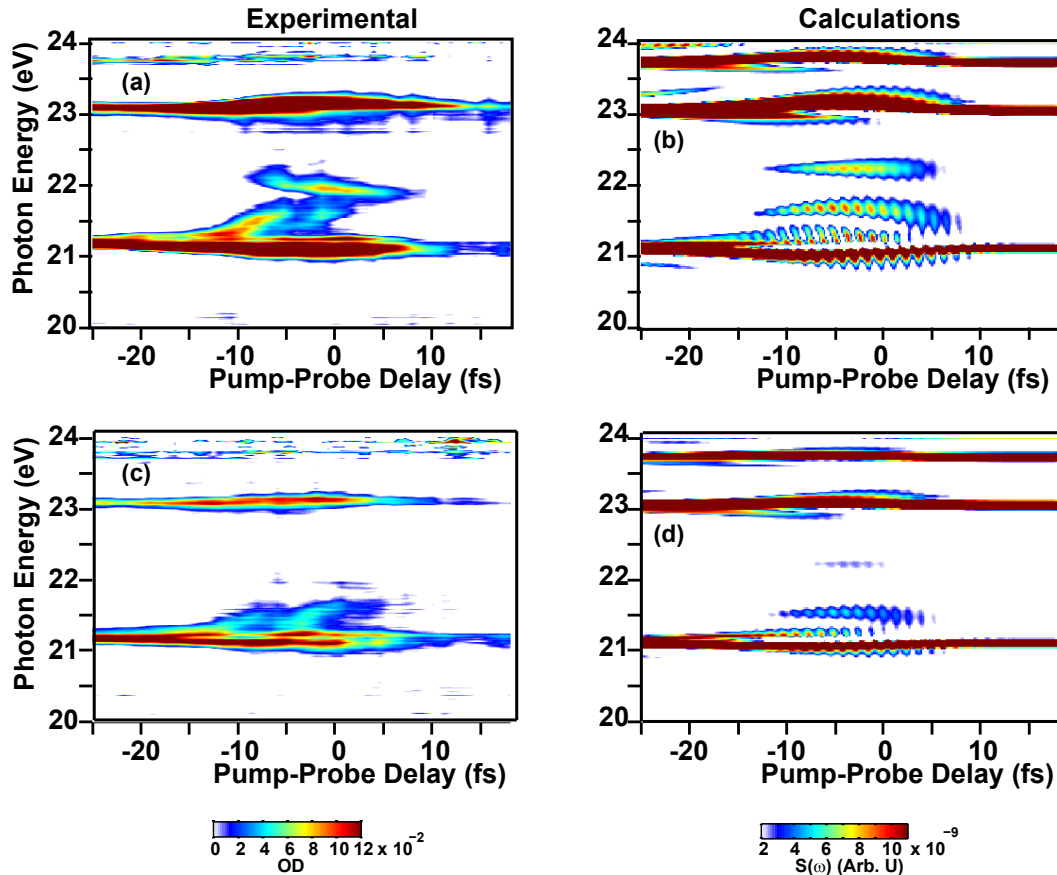 Experimental
Calculations
Photon Energy (eV)
24
23
22
21
20
(a)
-20 -10 0 10
Pump-Probe Delay (fs)
Photon Energy (eV)
24
23
22
21
20
(b)
-20 -10 0 10
Pump-Probe Delay (fs)
Photon Energy (eV)
24
23
22
21
20
(c)
-20 -10 0 10
Pump-Probe Delay (fs)
24
23
22
21
20
(d)
-20 -10 0 10
Pump-Probe Delay (fs)
0 2 4 6 8 10 12 x 10⁻²
OD
2 4 6 8 10 x 10⁻⁹
S(ω) (Arb. U)